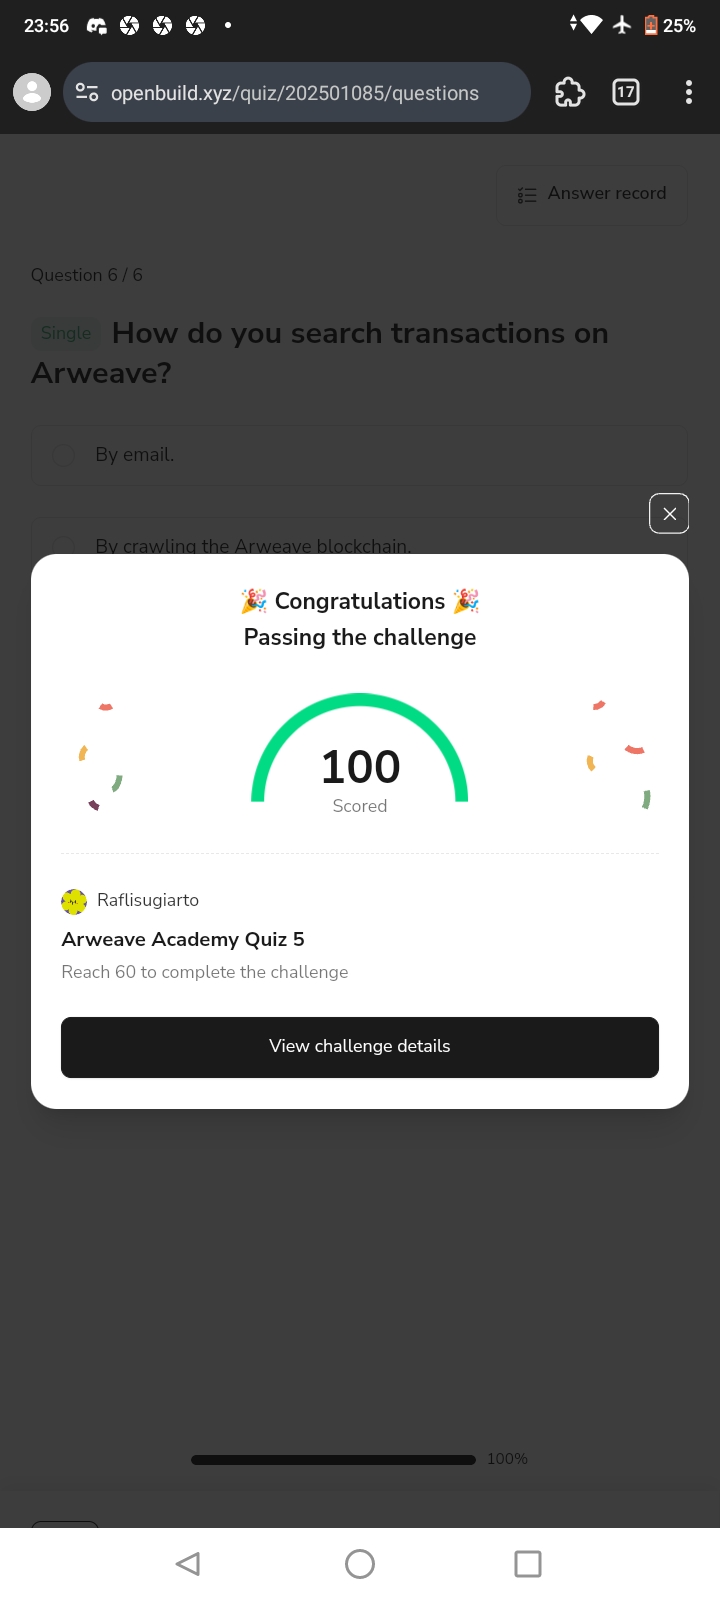 23:56
25%
openbuild.xyz/quiz/202501085/questions
17
Answer record
Question 6 / 6
Single How do you search transactions on
Arweave?
By email.
By crawling the Arweave blockchain.
🎉 Congratulations 🎉
Passing the challenge
100
Scored
Raflisugiarto
Arweave Academy Quiz 5
Reach 60 to complete the challenge
View challenge details
100%